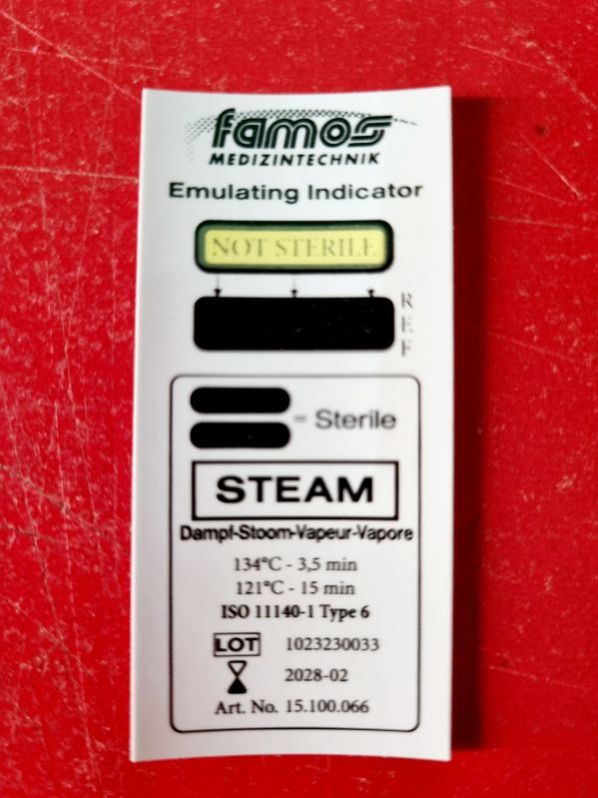 famos
MEDIZINTECHNIK
Emulating Indicator
NOT STERILE
REF
= Sterile
STEAM
Dampf-Stoom-Vapeur-Vapore
134°C - 3,5 min
121°C - 15 min
ISO 11140-1 Type 6
LOT 1023230033
2028-02
Art. No. 15.100.066